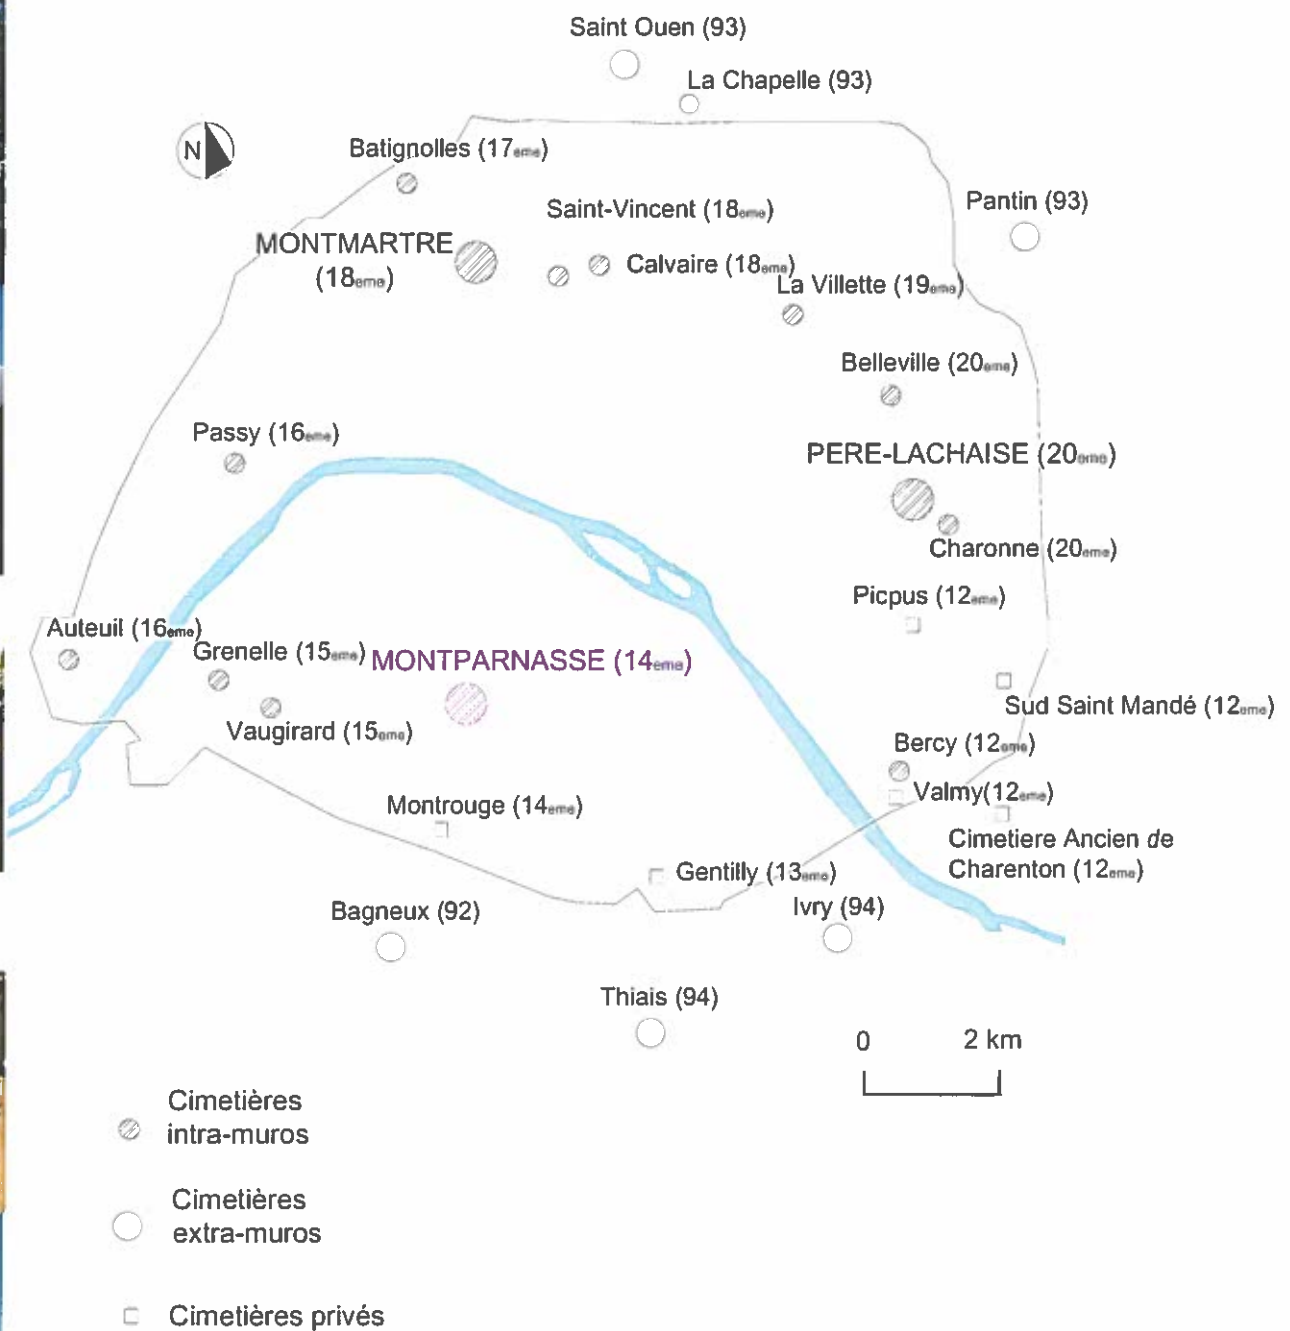 Saint Ouen (93)
La Chapelle (93)
N
Batignolles (17eme)
Pantin (93)
Saint-Vincent (18eme)
MONTMARTRE
(18eme)
Calvaire (18eme)
La Villette (19eme)
Belleville (20eme)
Passy (16eme)
PERE-LACHAISE (20eme)
Charonne (20eme)
Picpus (12eme)
Auteuil (16eme)
Grenelle (15eme)
MONTPARNASSE (14eme)
Sud Saint Mandé (12eme)
Vaugirard (15eme)
Bercy (12eme)
Valmy(12eme)
Montrouge (14eme)
Cimetiere Ancien de
Charenton (12eme)
Gentilly (13eme)
Bagneux (92)
Ivry (94)
Thiais (94)
0 2 km
Cimetières
intra-muros
Cimetières
extra-muros
Cimetières privés